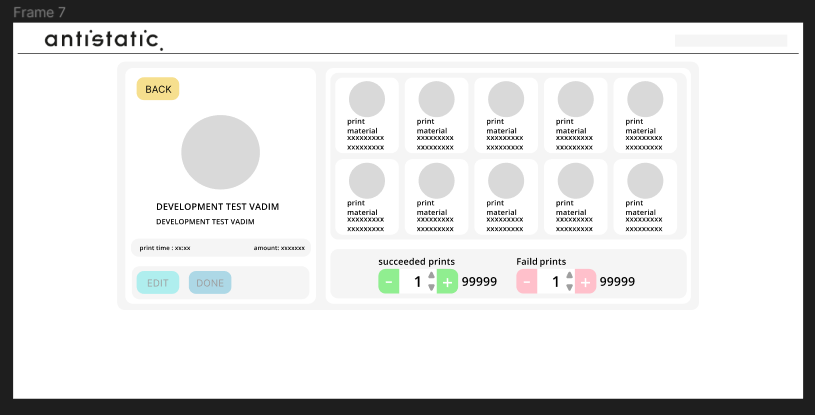 Frame 7
antistatic.
BACK
DEVELOPMENT TEST VADIM
DEVELOPMENT TEST VADIM
print time : xx:xx
amount: xxxxxxx
EDIT
DONE
print
material
xxxxxxxxx
xxxxxxxxx
print
material
xxxxxxxxx
xxxxxxxxx
print
material
xxxxxxxxx
xxxxxxxxx
print
material
xxxxxxxxx
xxxxxxxxx
print
material
xxxxxxxxx
xxxxxxxxx
print
material
xxxxxxxxx
xxxxxxxxx
print
material
xxxxxxxxx
xxxxxxxxx
print
material
xxxxxxxxx
xxxxxxxxx
print
material
xxxxxxxxx
xxxxxxxxx
print
material
xxxxxxxxx
xxxxxxxxx
succeeded prints
- 1 + 99999
Faild prints
- 1 + 99999